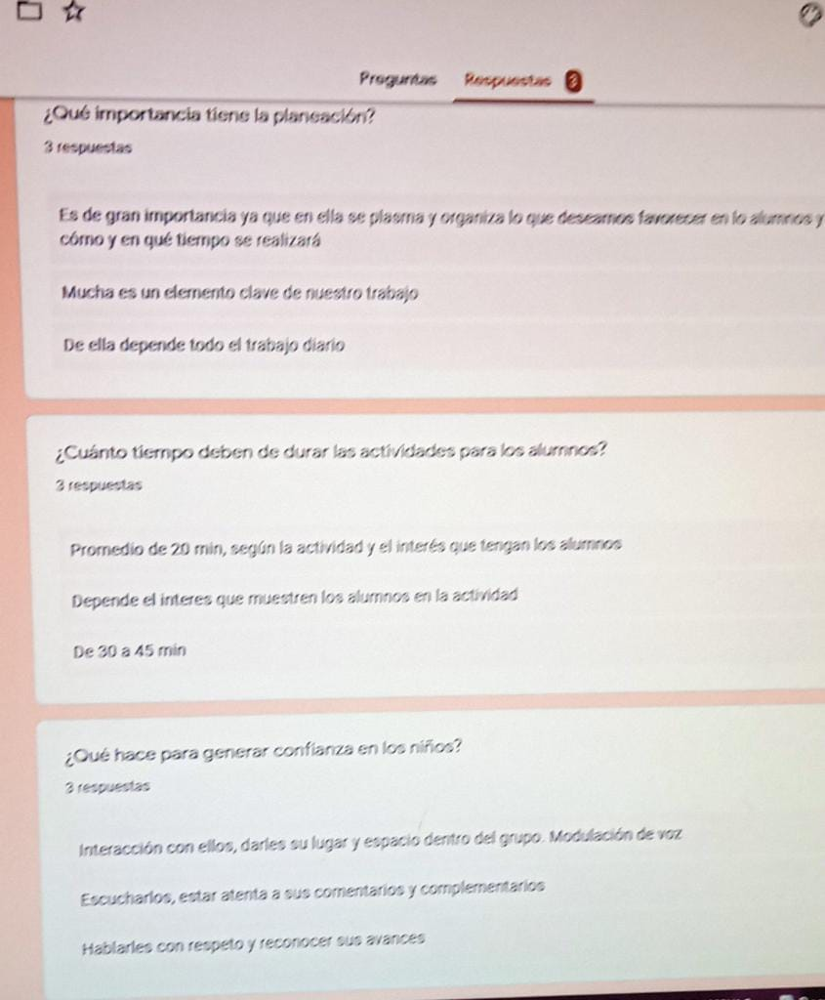 Preguntas Respuestas 3
¿Qué importancia tiene la planeación?
3 respuestas
Es de gran importancia ya que en ella se plasma y organiza lo que deseamos favorecer en lo alumnos y
cómo y en qué tiempo se realizará
Mucha es un elemento clave de nuestro trabajo
De ella depende todo el trabajo diario
¿Cuánto tiempo deben de durar las actividades para los alumnos?
3 respuestas
Promedio de 20 min, según la actividad y el interés que tengan los alumnos
Depende el interes que muestren los alumnos en la actividad
De 30 a 45 min
¿Qué hace para generar confianza en los niños?
3 respuestas
Interacción con ellos, darles su lugar y espacio dentro del grupo. Modulación de voz
Escucharlos, estar atenta a sus comentarios y complementarlos
Hablarles con respeto y reconocer sus avances